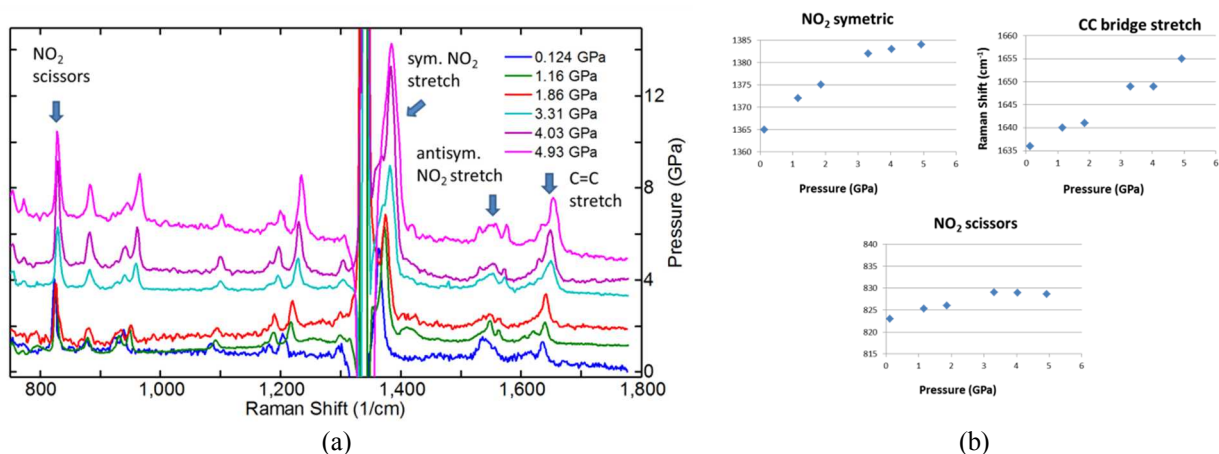 NO2
scissors
sym. NO2
stretch
antisym.
NO2 stretch
C=C
stretch
0.124 GPa
1.16 GPa
1.86 GPa
3.31 GPa
4.03 GPa
4.93 GPa
12
8
4
0
Pressure (GPa)
800
1,000
1,200
1,400
1,600
1,800
Raman Shift (1/cm)
(a)
NO2 symetric
1385
1380
1375
1370
1365
1360
0 1 2 3 4 5 6
Pressure (GPa)
CC bridge stretch
Raman Shift (cm-1)
1660
1655
1650
1645
1640
1635
0 1 2 3 4 5 6
Pressure (GPa)
NO2 scissors
840
835
830
825
820
815
0 1 2 3 4 5 6
Pressure (GPa)
(b)